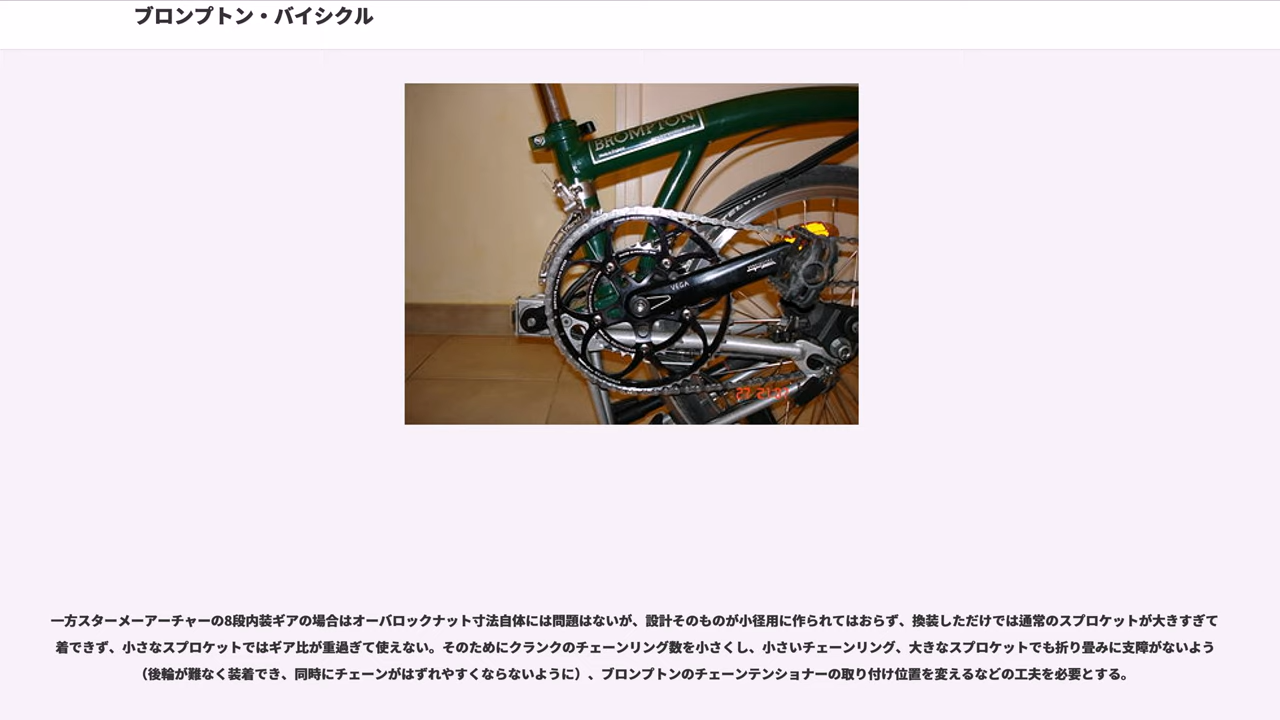 ブロンプトン・バイシクル
BROMPTON
VEGA
一方スターメーアーチャーの8段内装ギアの場合はオーバロックナット寸法自体には問題はないが、設計そのものが小径用に作られてはおらず、換装しただけでは通常のスプロケットが大きすぎて
着できず、小さなスプロケットではギア比が重過ぎて使えない。そのためにクランクのチェーンリング数を小さくし、小さいチェーンリング、大きなスプロケットでも折り畳みに支障がないよう
（後輪が難なく装着でき、同時にチェーンがはずれやすくならないように）、ブロンプトンのチェーンテンショナーの取り付け位置を変えるなどの工夫を必要とする。